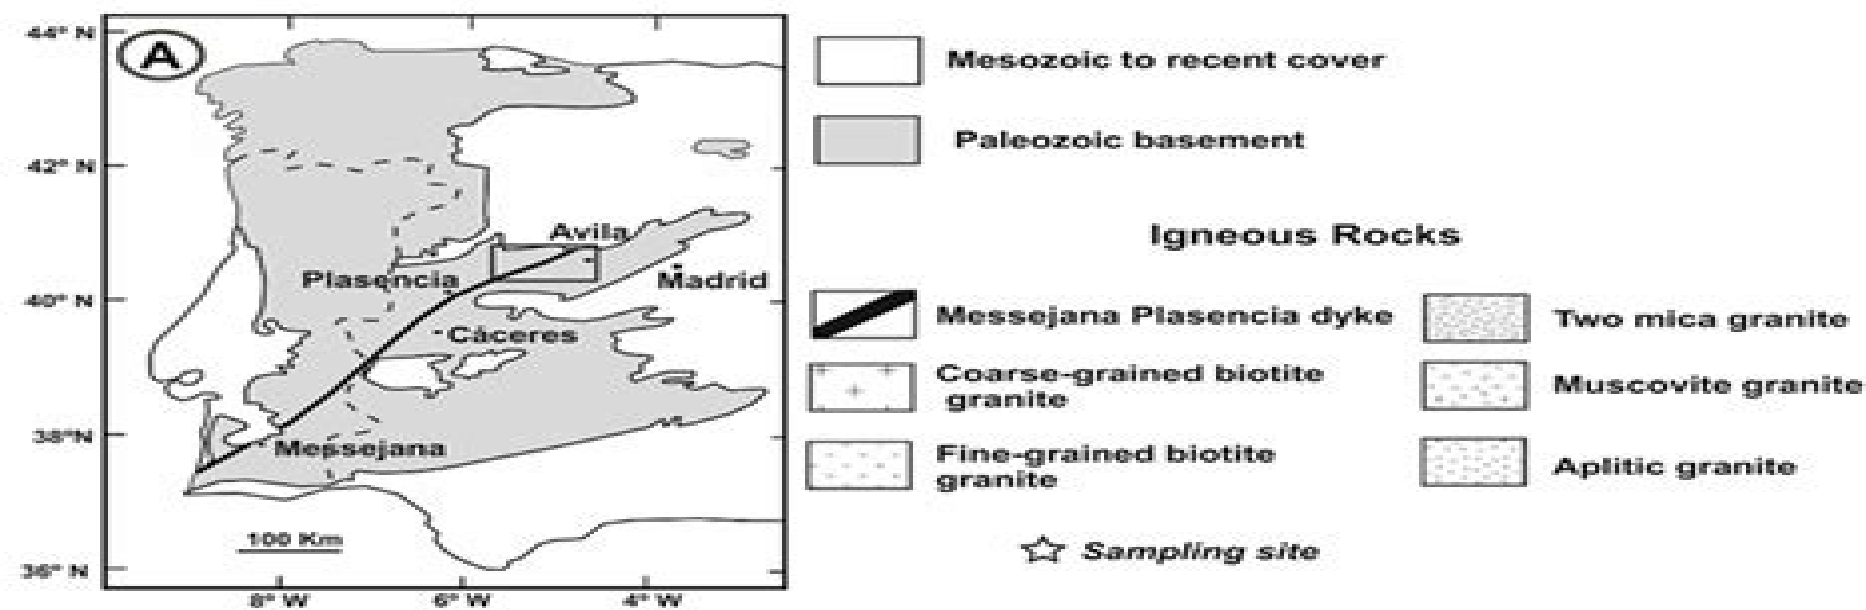 44° N
A
42° N
Avila
Plasencia
Madrid
40° N
Cáceres
38°N
Messejana
100 Km
36° N
8° W
6° W
4° W
Mesozoic to recent cover
Paleozoic basement
Igneous Rocks
Messejana Plasencia dyke
Coarse-grained biotite
granite
Fine-grained biotite
granite
Two mica granite
Muscovite granite
Aplitic granite
Sampling site